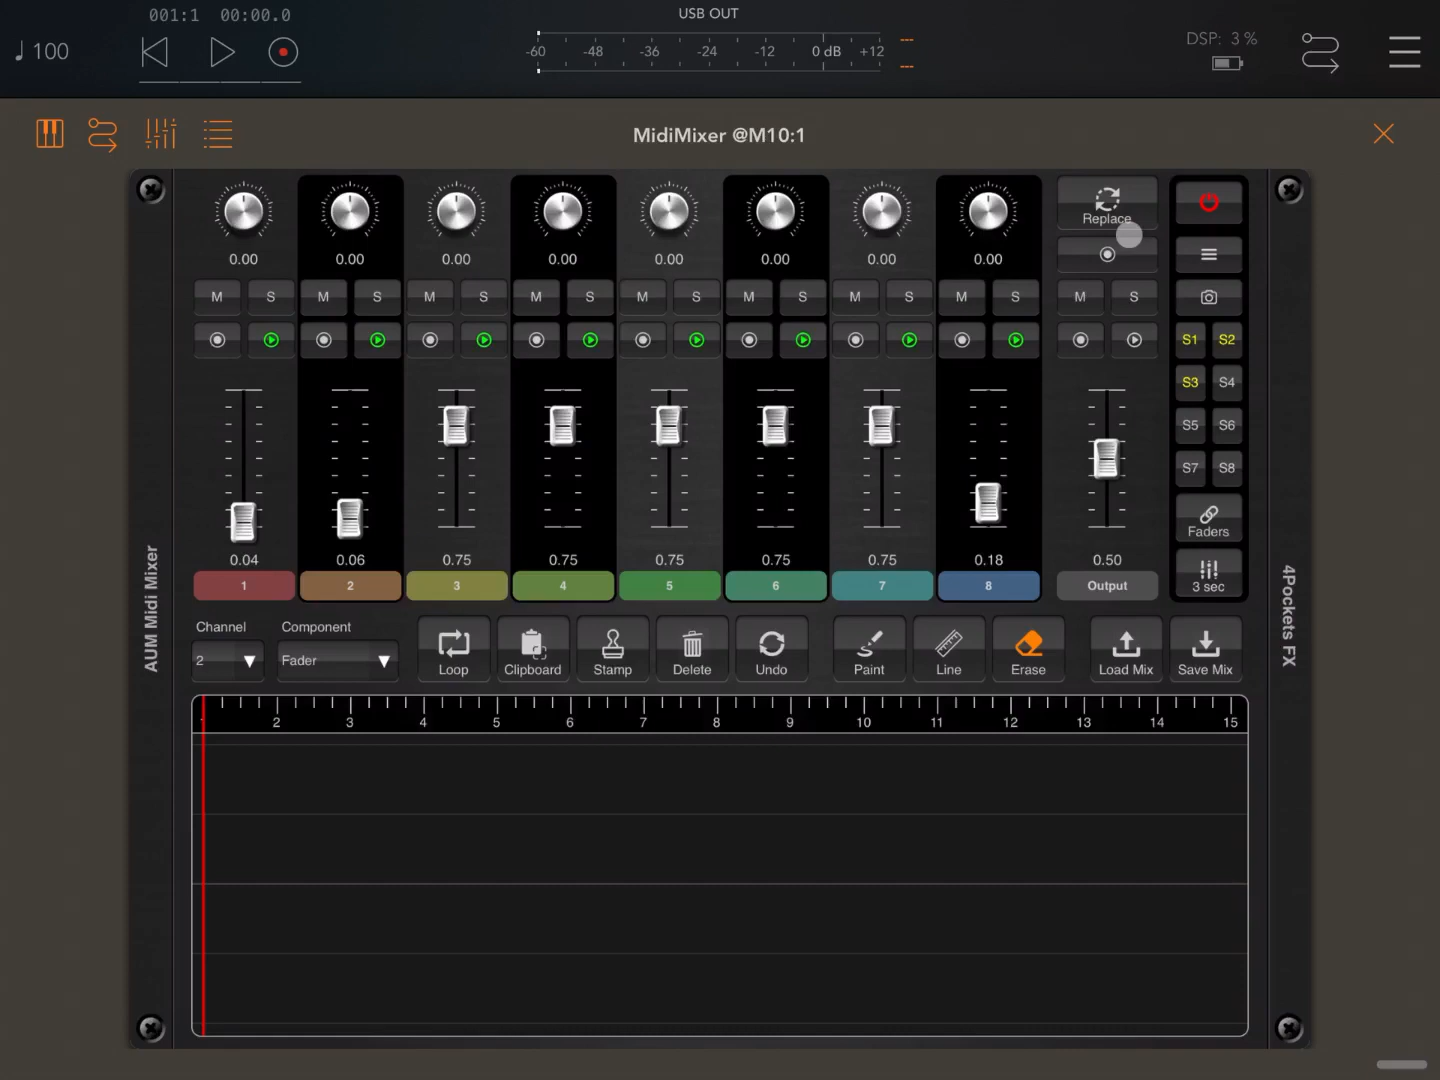 001:1 00:00.0
USB OUT
100
-60 -48 -36 -24 -12 0 dB +12
DSP: 3 %
MidiMixer @M10:1
Replace
0.00 0.00 0.00 0.00 0.00 0.00 0.00 0.00
M S M S M S M S M S M S M S M S M S
S1 S2
S3 S4
S5 S6
S7 S8
Faders
3 sec
0.04 0.06 0.75 0.75 0.75 0.75 0.75 0.18 0.50
1 2 3 4 5 6 7 8 Output
AUM Midi Mixer
4Pockets FX
Channel Component
2 Fader
Loop Clipboard Stamp Delete Undo Paint Line Erase Load Mix Save Mix
2 3 4 5 6 7 8 9 10 11 12 13 14 15